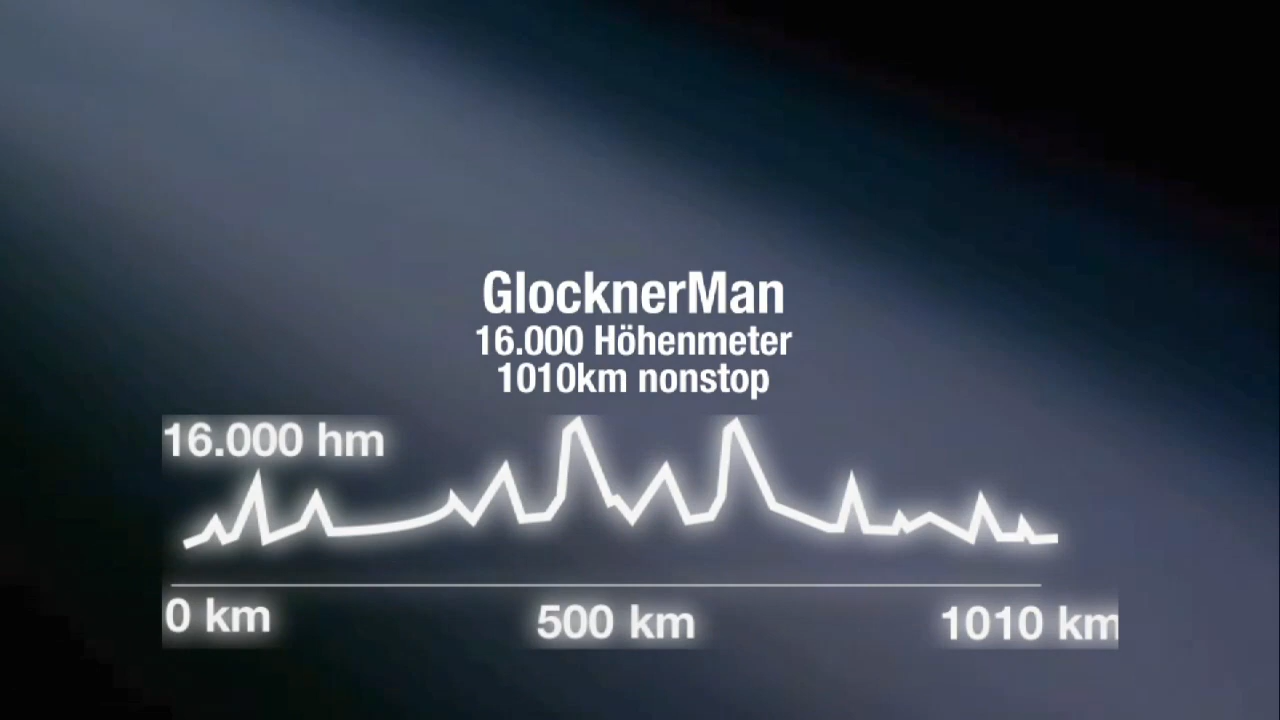 GlocknerMan
16.000 Höhenmeter
1010km nonstop
16.000 hm
0 km
500 km
1010 km